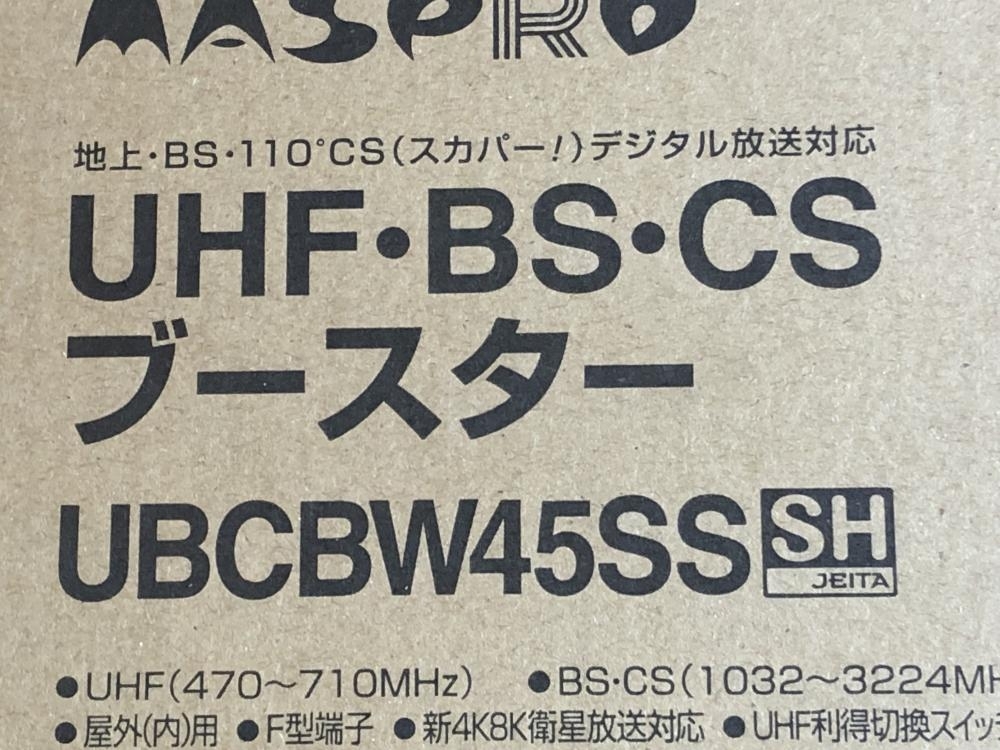 MASPRO
地上・BS・110°CS(スカパー!)デジタル放送対応
UHF・BS・CS
ブースター
UBCBW45SS SH JEITA
●UHF(470～710MHz) ●BS・CS(1032～3224MH
●屋外(内)用 ●F型端子 ●新4K8K衛星放送対応 ●UHF利得切換スイッ